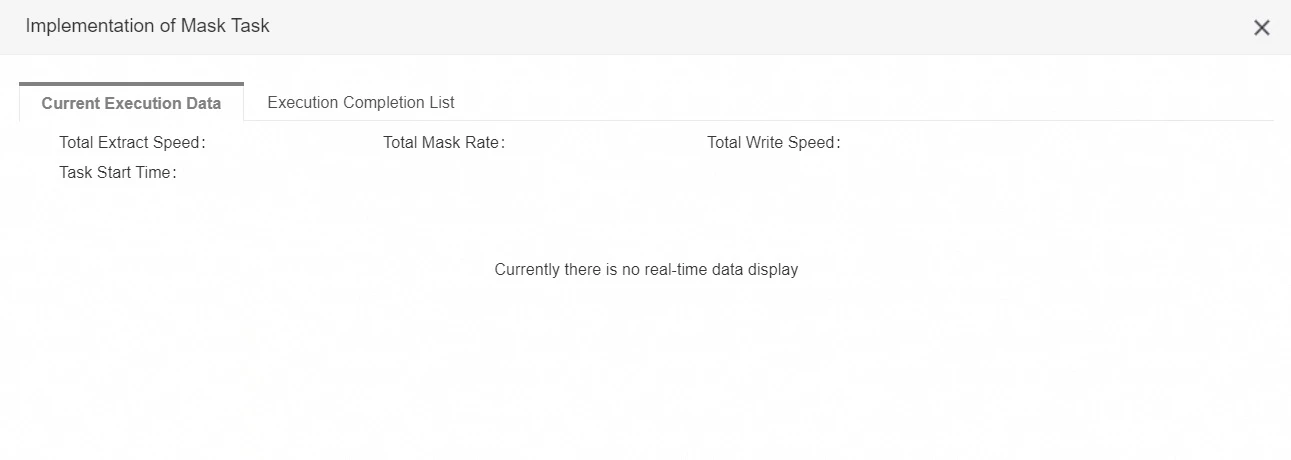 Implementation of Mask Task
Current Execution Data Execution Completion List
Total Extract Speed: Total Mask Rate: Total Write Speed:
Task Start Time:
Currently there is no real-time data display